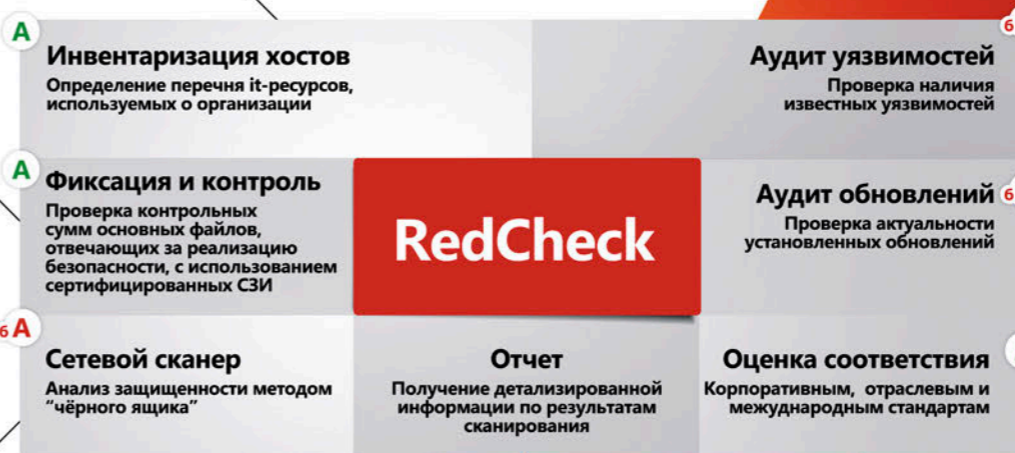 А
Инвентаризация хостов
Определение перечня it-ресурсов,
используемых о организации
б
Аудит уязвимостей
Проверка наличия
известных уязвимостей
А
Фиксация и контроль
Проверка контрольных
сумм основных файлов,
отвечающих за реализацию
безопасности, с использованием
сертифицированных СЗИ
RedCheck
Аудит обновлений
б
Проверка актуальности
установленных обновлений
б А
Сетевой сканер
Анализ защищенности методом
“чёрного ящика”
Отчет
Получение детализированной
информации по результатам
сканирования
Оценка соответствия
Корпоративным, отраслевым и
межуднародным стандартам